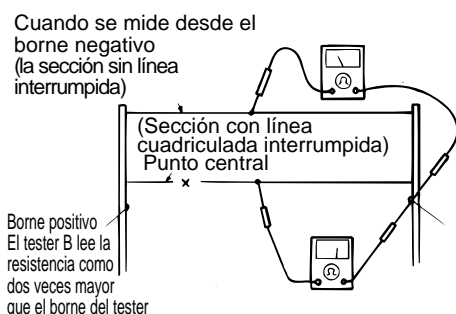 Cuando se mide desde el
borne negativo
(la sección sin línea
interrumpida)
(Sección con línea
cuadriculada interrumpida)
Punto central
Borne positivo
El tester B lee la
resistencia como
dos veces mayor
que el borne del tester
Ω
Ω